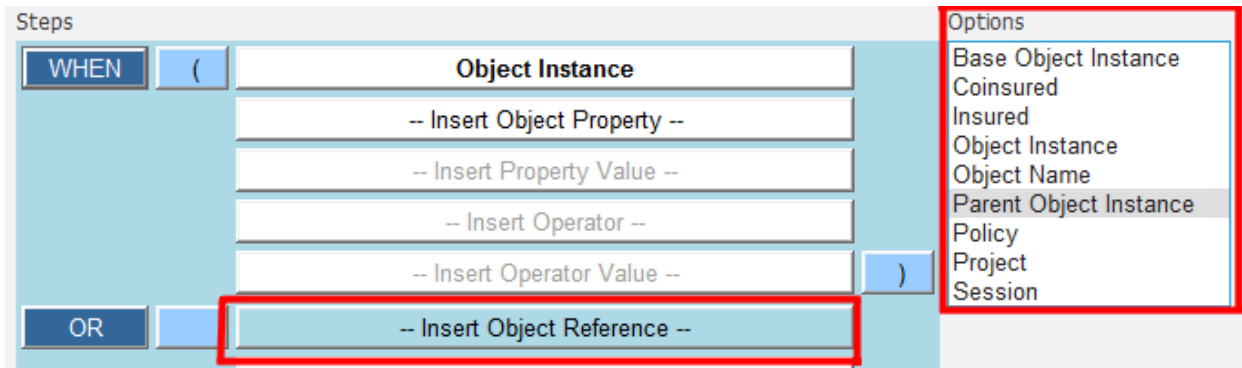 Steps
Options
WHEN ( Object Instance
-- Insert Object Property --
-- Insert Property Value --
-- Insert Operator --
-- Insert Operator Value -- )
OR -- Insert Object Reference --
Base Object Instance
Coinsured
Insured
Object Instance
Object Name
Parent Object Instance
Policy
Project
Session